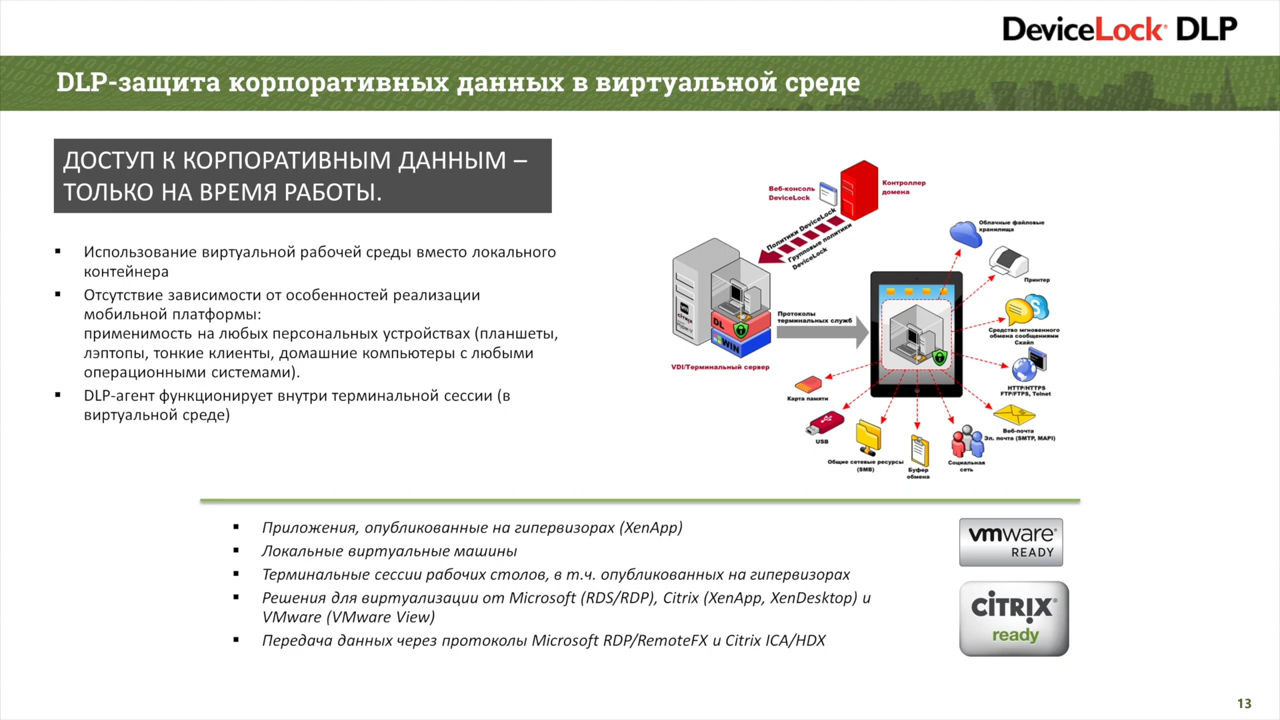 DeviceLock® DLP
DLP-защита корпоративных данных в виртуальной среде
ДОСТУП К КОРПОРАТИВНЫМ ДАННЫМ –
ТОЛЬКО НА ВРЕМЯ РАБОТЫ.
Использование виртуальной рабочей среды вместо локального
контейнера
Отсутствие зависимости от особенностей реализации
мобильной платформы:
применимость на любых персональных устройствах (планшеты,
лэптопы, тонкие клиенты, домашние компьютеры с любыми
операционными системами).
DLP-агент функционирует внутри терминальной сессии (в
виртуальной среде)
Веб-консоль
DeviceLock
Контроллер
домена
Политики DeviceLock
Групповые политики
DeviceLock
DL
WIN
VDI/Терминальный сервер
Протоколы
терминальных служб
Облачные файловые
хранилища
Принтер
Средство мгновенного
обмена сообщениями
Скайп
HTTP/HTTPS
FTP/FTPS, Telnet
Веб-почта
Эл. почта (SMTP, MAPI)
Социальная
сеть
Буфер
обмена
Общие сетевые ресурсы
(SMB)
USB
Карта памяти
Приложения, опубликованные на гипервизорах (XenApp)
Локальные виртуальные машины
Терминальные сессии рабочих столов, в т.ч. опубликованных на гипервизорах
Решения для виртуализации от Microsoft (RDS/RDP), Citrix (XenApp, XenDesktop) и
VMware (VMware View)
Передача данных через протоколы Microsoft RDP/RemoteFX и Citrix ICA/HDX
vmware®
READY
CİTRIX®
ready
13